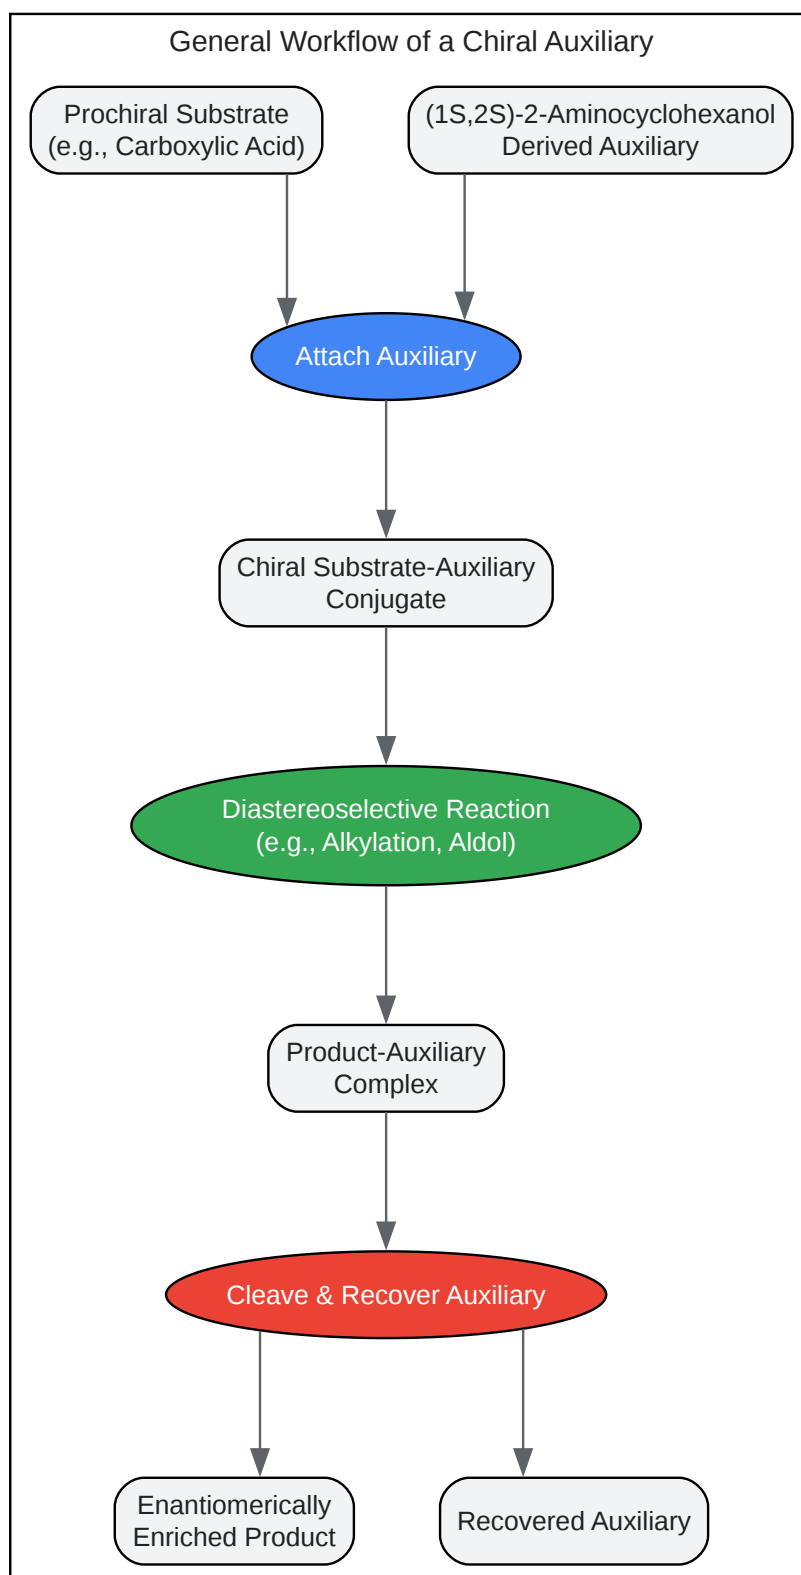 General Workflow of a Chiral Auxiliary
Prochiral Substrate
(e.g., Carboxylic Acid)
(1S,2S)-2-Aminocyclohexanol
Derived Auxiliary
Attach Auxiliary
Chiral Substrate-Auxiliary
Conjugate
Diastereoselective Reaction
(e.g., Alkylation, Aldol)
Product-Auxiliary
Complex
Cleave & Recover Auxiliary
Enantiomerically
Enriched Product
Recovered Auxiliary